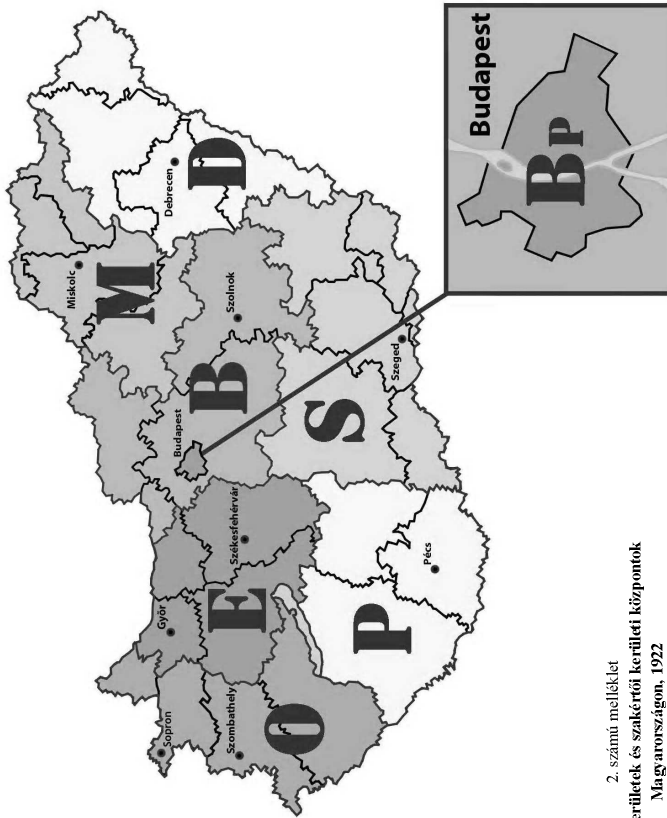 Miskolc
M
Debrecen
D
Budapest
B
Szolnok
Győr
Székesfehérvár
E
Sopron
Szombathely
O
S
Szeged
P
Pécs
Budapest
BP
2. számú melléklet
erületek és szakértői kerületi központok
Magyarországon, 1922